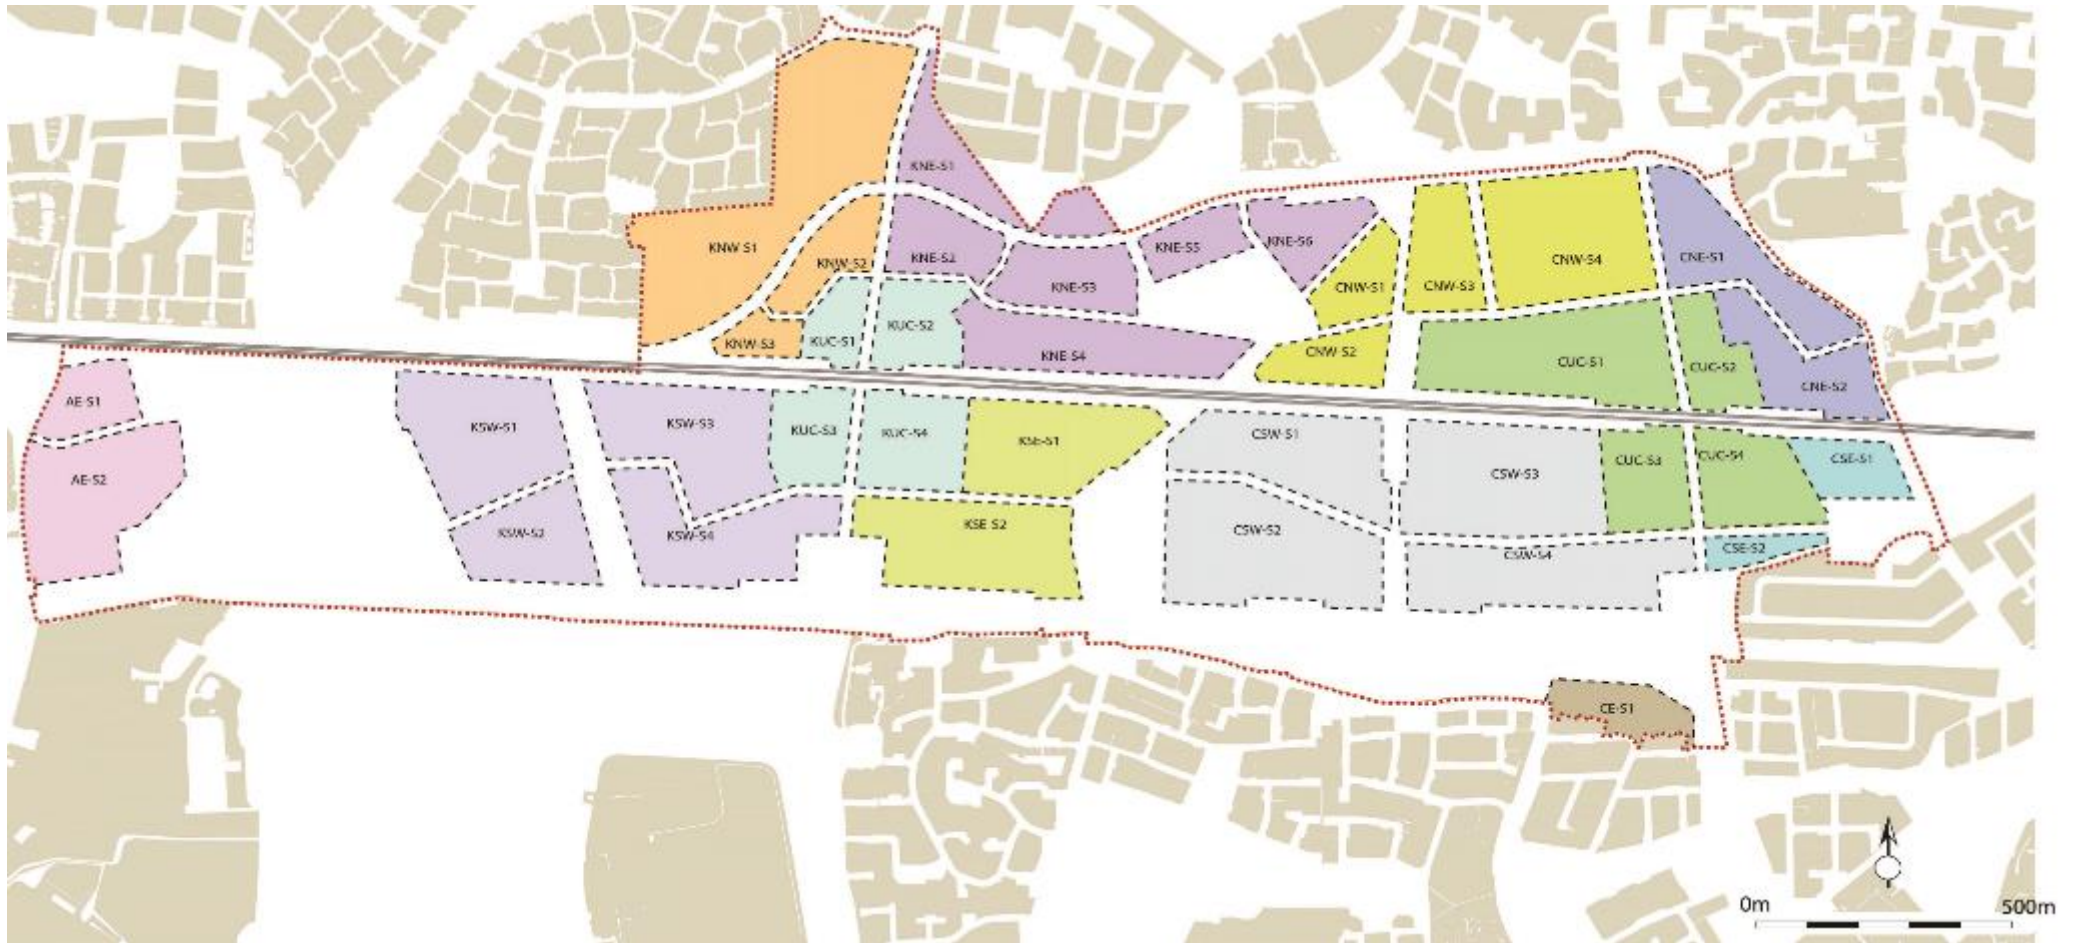 KNE-S1
KNW S1
KNW-S2
KNE-S2
KNE-S3
KNE-S5
KNE-S6
CNW-S1
CNW-S3
CNW-S4
CNE-S1
KNW-S3
KUC-S1
KUC-S2
KNE-S4
CNW-S2
CUC-S1
CUC-S2
CNE-S2
AE-S1
AE-S2
KSW-S1
KSW-S2
KSW-S3
KSW-S4
KUC-S3
KUC-S4
KSE-S1
KSE S2
CSW-S1
CSW-S2
CSW-S3
CSW-S4
CUC-S3
CUC-S4
CSE-S1
CSE-S2
CE-S1
0m
500m